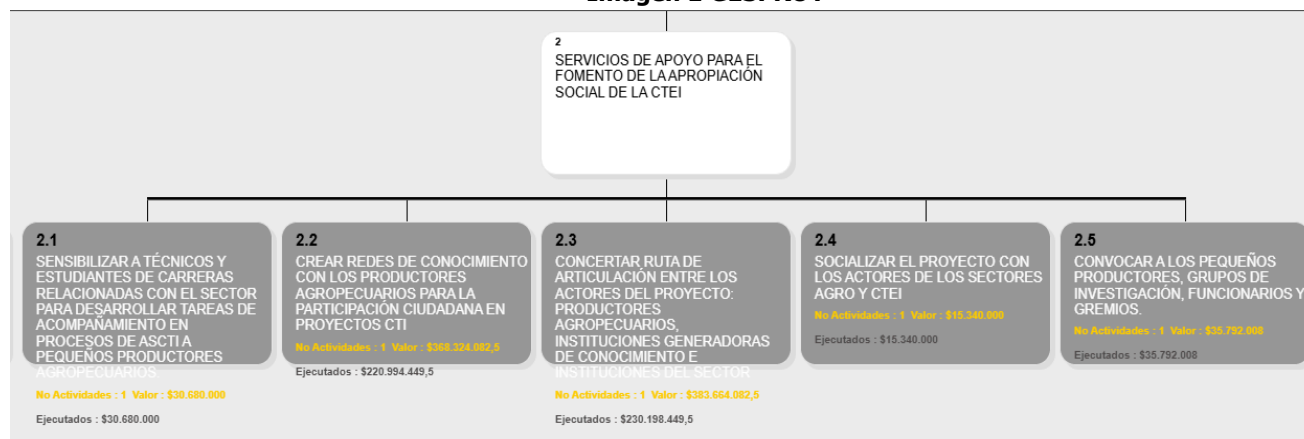 2
SERVICIOS DE APOYO PARA EL
FOMENTO DE LA APROPIACIÓN
SOCIAL DE LA CTEI
2.1
SENSIBILIZAR A TÉCNICOS Y
ESTUDIANTES DE CARRERAS
RELACIONADAS CON EL SECTOR
PARA DESARROLLAR TAREAS DE
ACOMPAÑAMIENTO EN
PROCESOS DE ASCTI A
PEQUEÑOS PRODUCTORES
AGROPECUARIOS.
No Actividades : 1 Valor : $30.680.000
Ejecutados : $30.680.000
2.2
CREAR REDES DE CONOCIMIENTO
CON LOS PRODUCTORES
AGROPECUARIOS PARA LA
PARTICIPACIÓN CIUDADANA EN
PROYECTOS CTI
No Actividades : 1 Valor : $368.324.082,5
Ejecutados : $220.994.449,5
2.3
CONCERTAR RUTA DE
ARTICULACIÓN ENTRE LOS
ACTORES DEL PROYECTO:
PRODUCTORES
AGROPECUARIOS,
INSTITUCIONES GENERADORAS
DE CONOCIMIENTO E
INSTITUCIONES DEL SECTOR
No Actividades : 1 Valor : $383.664.082,5
Ejecutados : $230.198.449,5
2.4
SOCIALIZAR EL PROYECTO CON
LOS ACTORES DE LOS SECTORES
AGRO Y CTEI
No Actividades : 1 Valor : $15.340.000
Ejecutados : $15.340.000
2.5
CONVOCAR A LOS PEQUEÑOS
PRODUCTORES, GRUPOS DE
INVESTIGACIÓN, FUNCIONARIOS Y
GREMIOS.
No Actividades : 1 Valor : $35.792.008
Ejecutados : $35.792.008